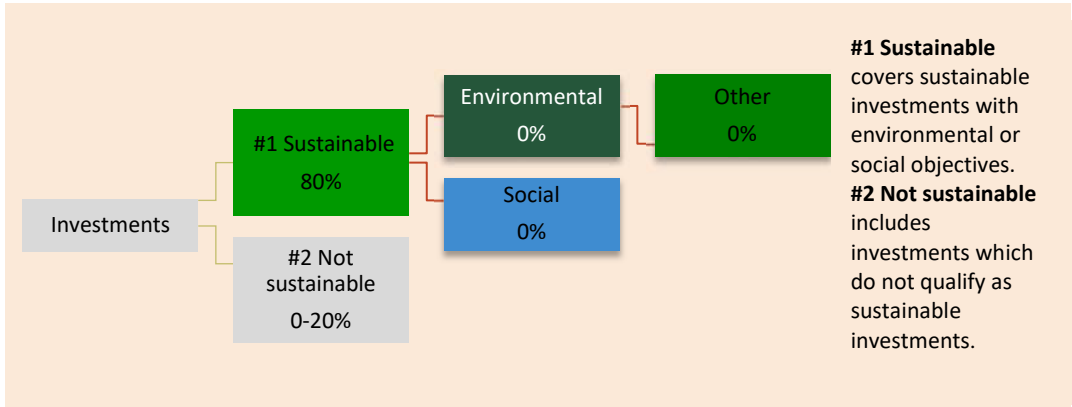 Investments
#1 Sustainable
80%
#2 Not
sustainable
0-20%
Environmental
0%
Social
0%
Other
0%
#1 Sustainable
covers sustainable
investments with
environmental or
social objectives.
#2 Not sustainable
includes
investments which
do not qualify as
sustainable
investments.